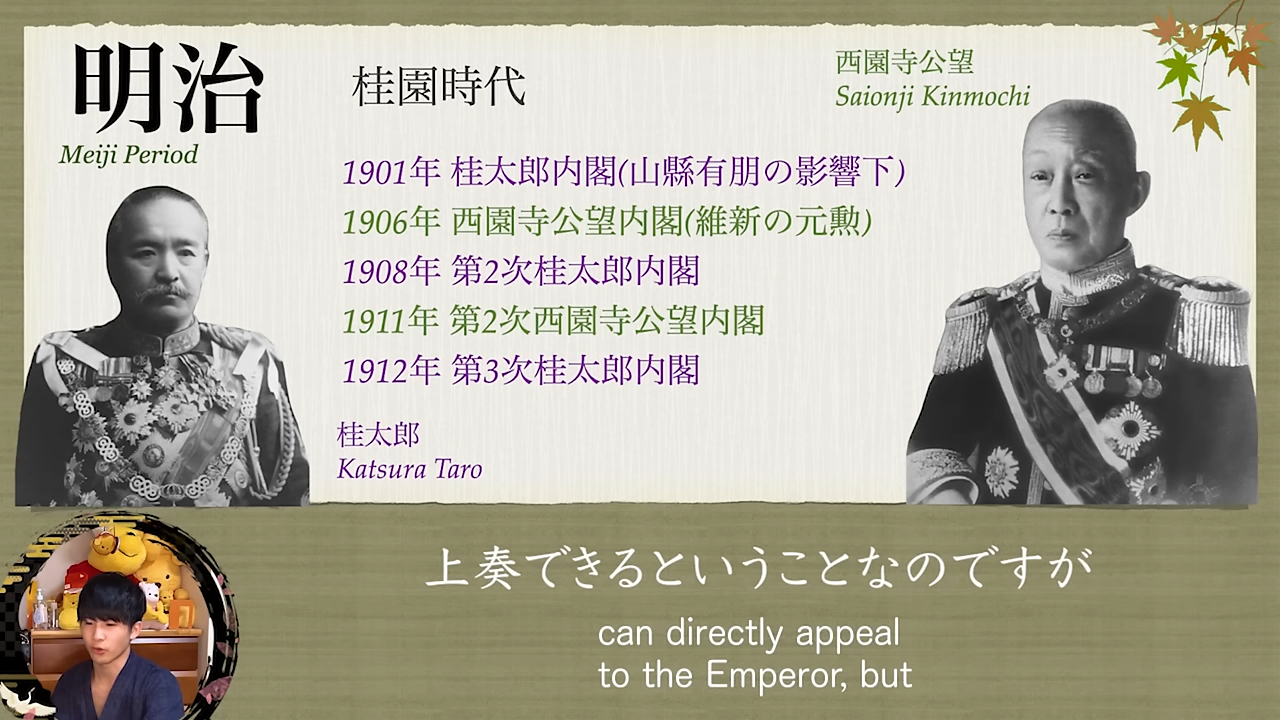 明治
Meiji Period
桂園時代
西園寺公望
Saionji Kinmochi
1901年 桂太郎内閣(山縣有朋の影響下)
1906年 西園寺公望内閣(維新の元勲)
1908年 第2次桂太郎内閣
1911年 第2次西園寺公望内閣
1912年 第3次桂太郎内閣
桂太郎
Katsura Taro
上奏できるということなのですが
can directly appeal
to the Emperor, but